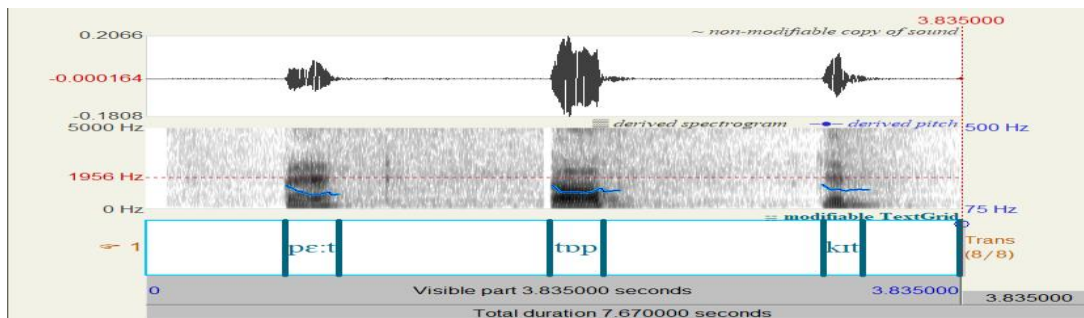 3.835000
0.2066
~ non-modifiable copy of sound
-0.000164
-0.1808
5000 Hz
derived spectrogram
derived pitch
500 Hz
1956 Hz
0 Hz
75 Hz
modifiable TextGrid
1
pɛːt
tɒp
kɪt
Trans
(8/8)
0
Visible part 3.835000 seconds
3.835000
3.835000
Total duration 7.670000 seconds